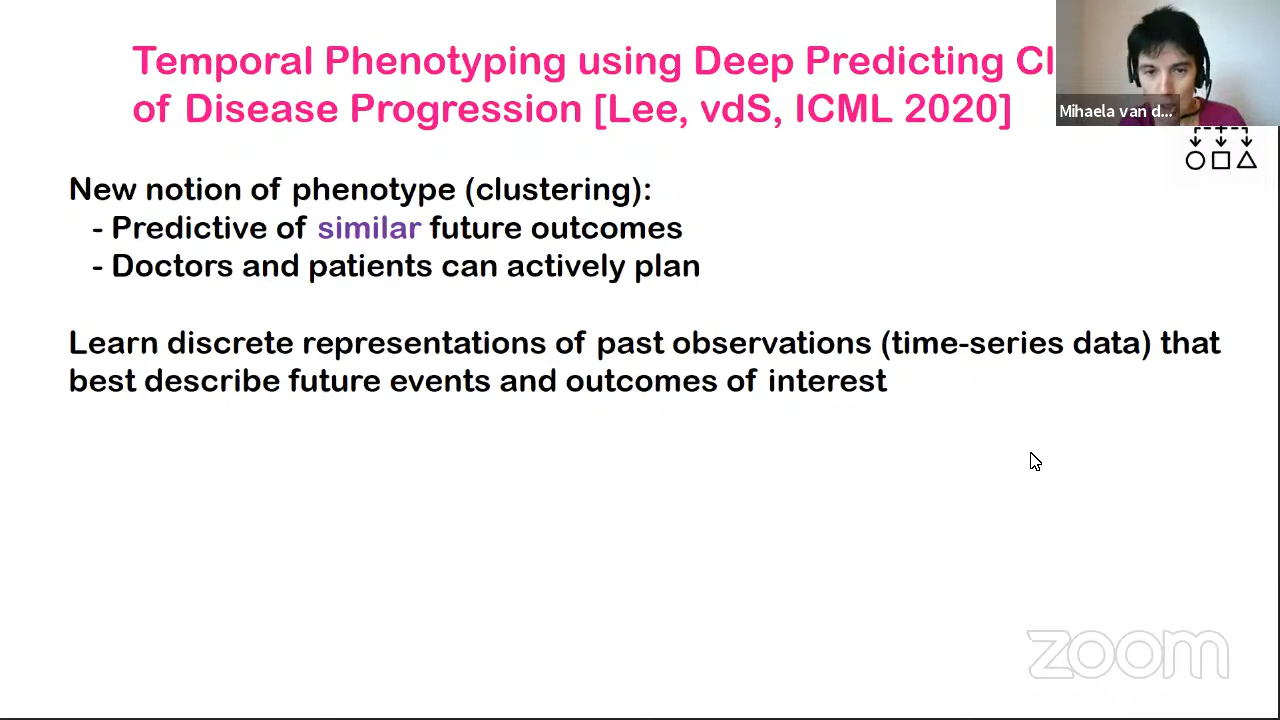 Temporal Phenotyping using Deep Predicting Cl
of Disease Progression [Lee, vdS, ICML 2020]
Mihaela van d...
New notion of phenotype (clustering):
- Predictive of similar future outcomes
- Doctors and patients can actively plan
Learn discrete representations of past observations (time-series data) that
best describe future events and outcomes of interest
zoom